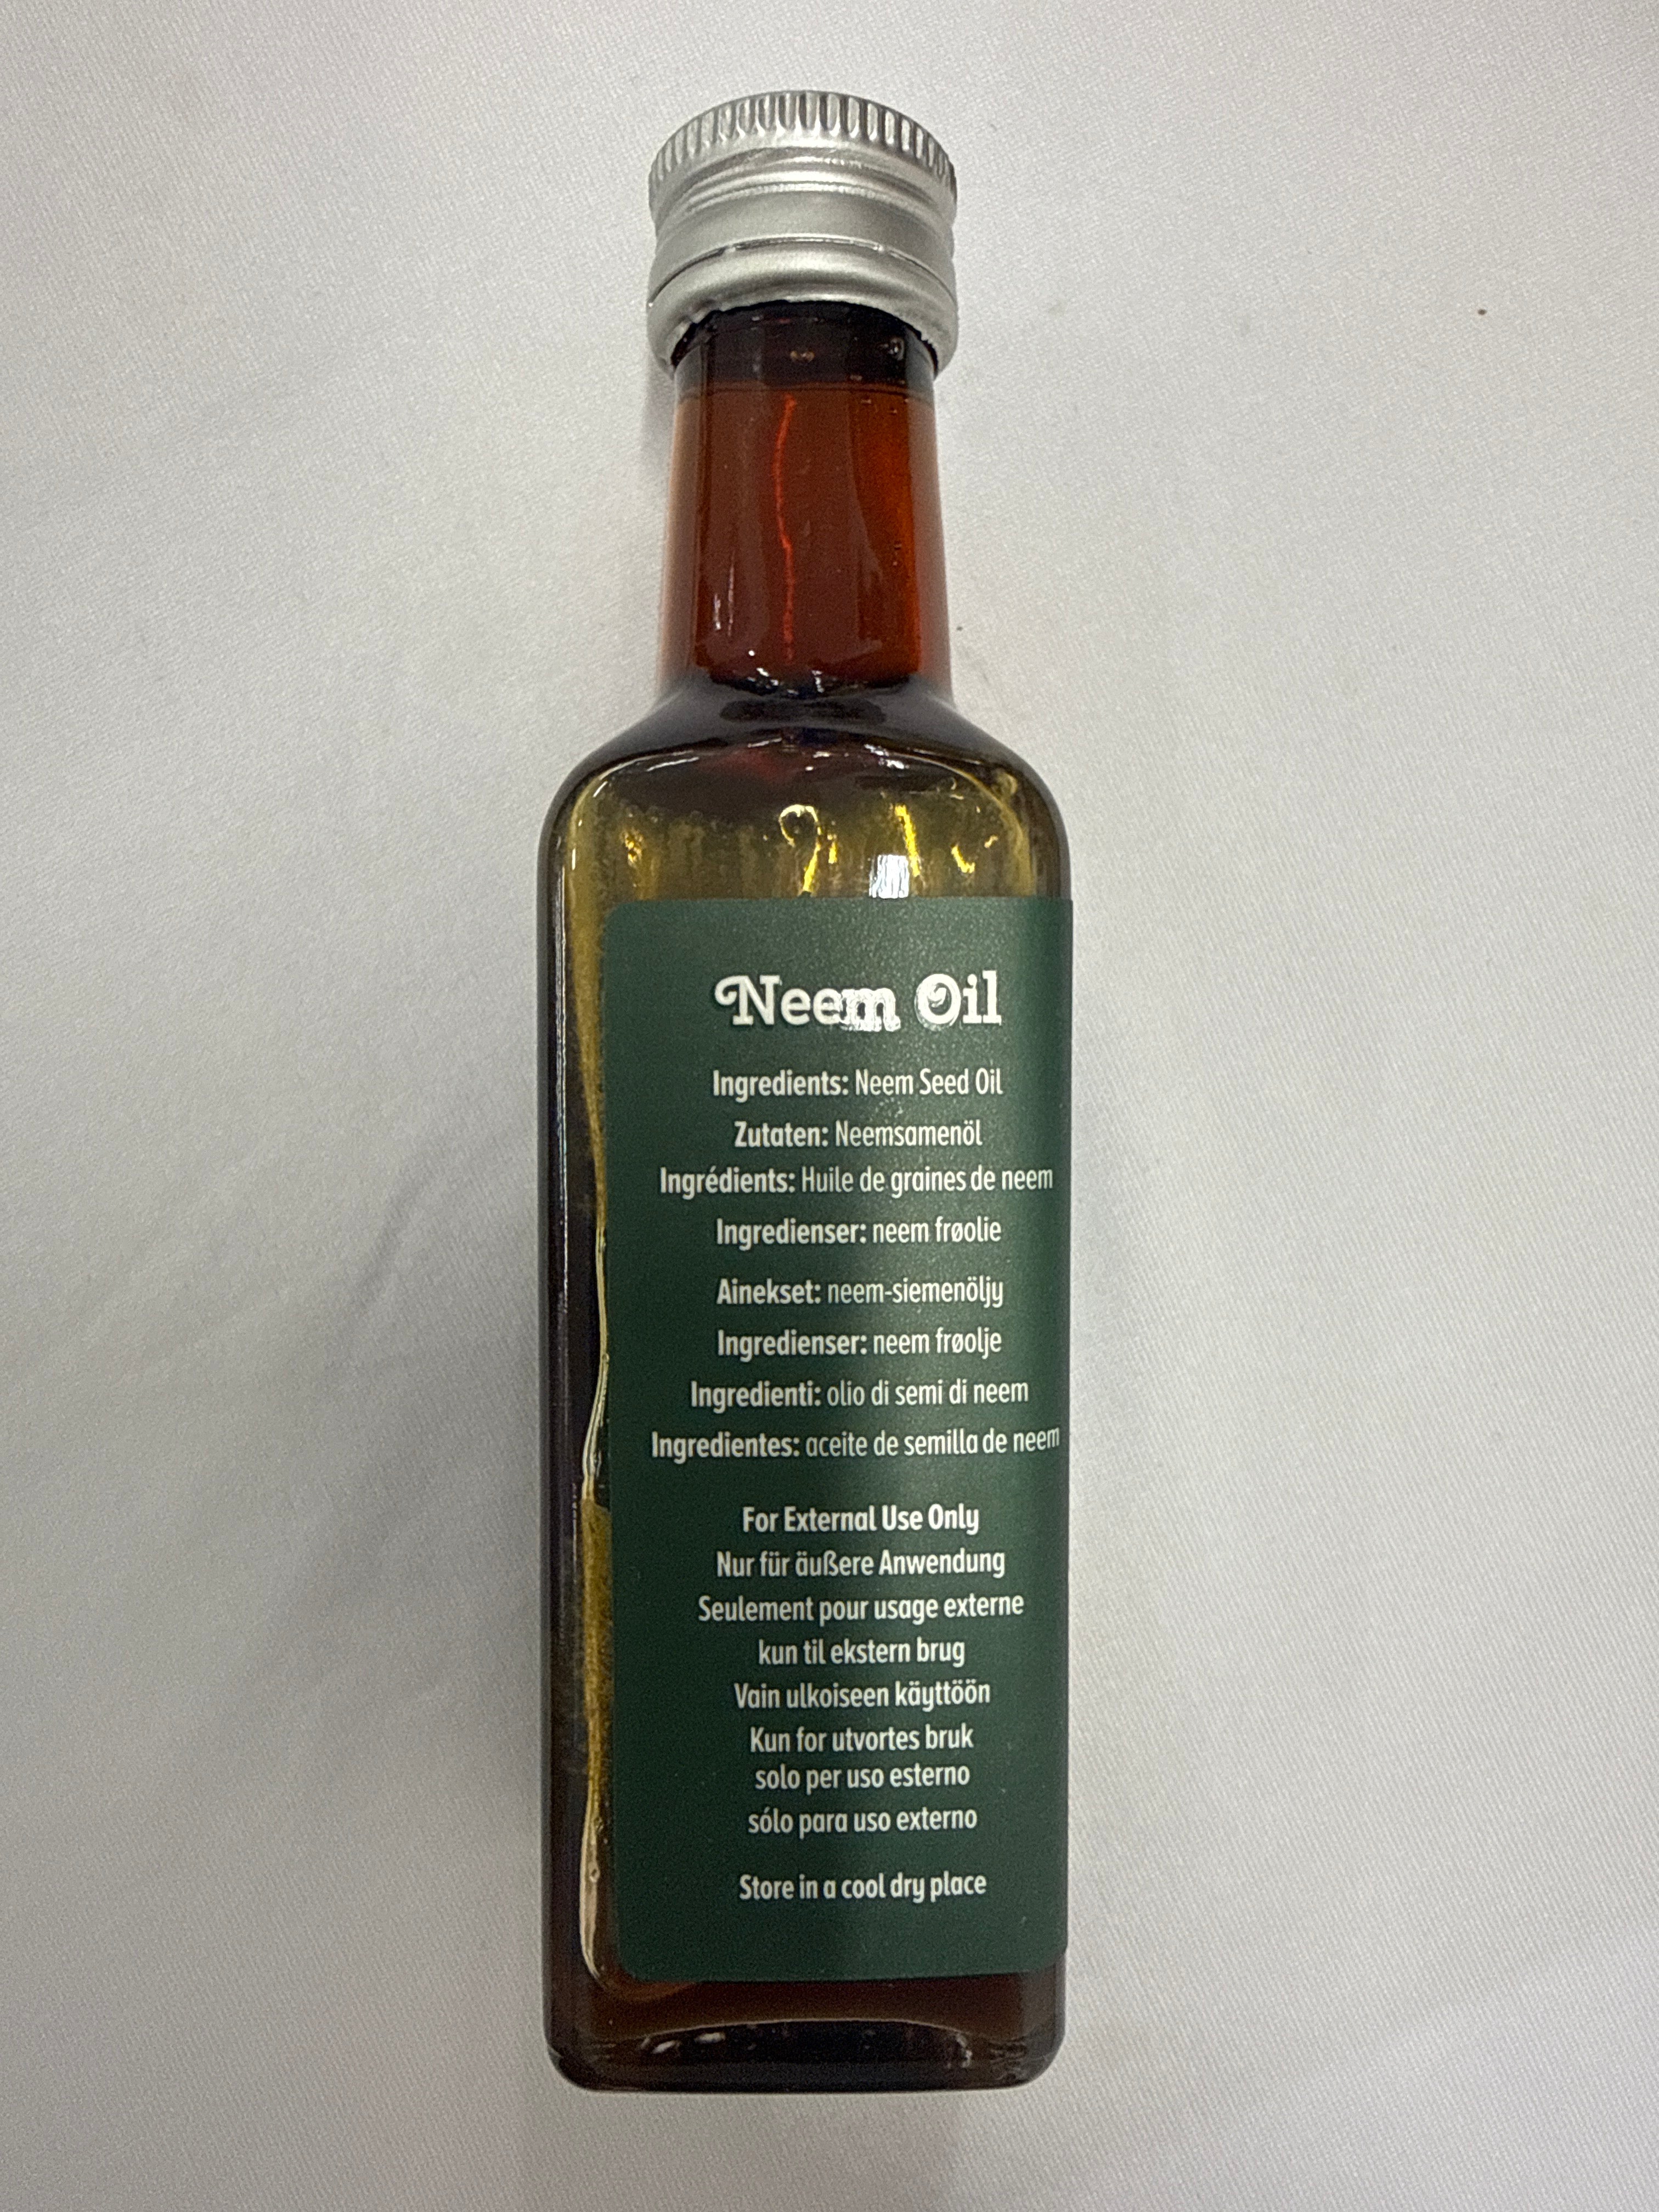 Neem Oil
Ingredients: Neem Seed Oil
Zutaten: Neemsamenöl
Ingrédients: Huile de graines de neem
Ingredienser: neem frøolie
Ainekset: neem-siemenöljy
Ingredienser: neem frøolje
Ingredienti: olio di semi di neem
Ingredientes: aceite de semilla de neem
For External Use Only
Nur für äußere Anwendung
Seulement pour usage externe
kun til ekstern brug
Vain ulkoiseen käyttöön
Kun for utvortes bruk
solo per uso esterno
sólo para uso externo
Store in a cool dry place